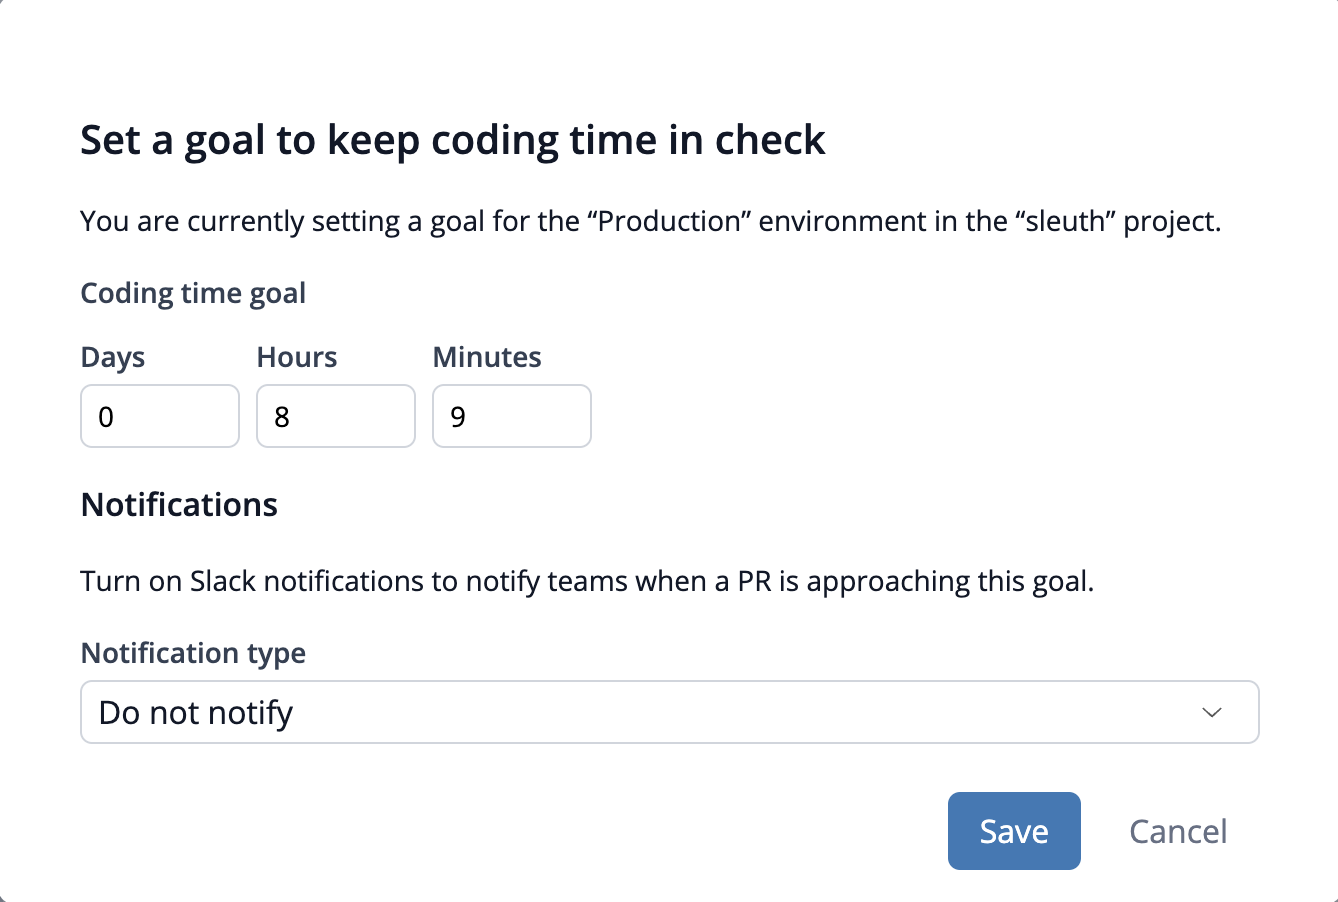 Set a goal to keep coding time in check
You are currently setting a goal for the “Production” environment in the “sleuth” project.
Coding time goal
Days Hours Minutes
0 8 9
Notifications
Turn on Slack notifications to notify teams when a PR is approaching this goal.
Notification type
Do not notify
Save Cancel